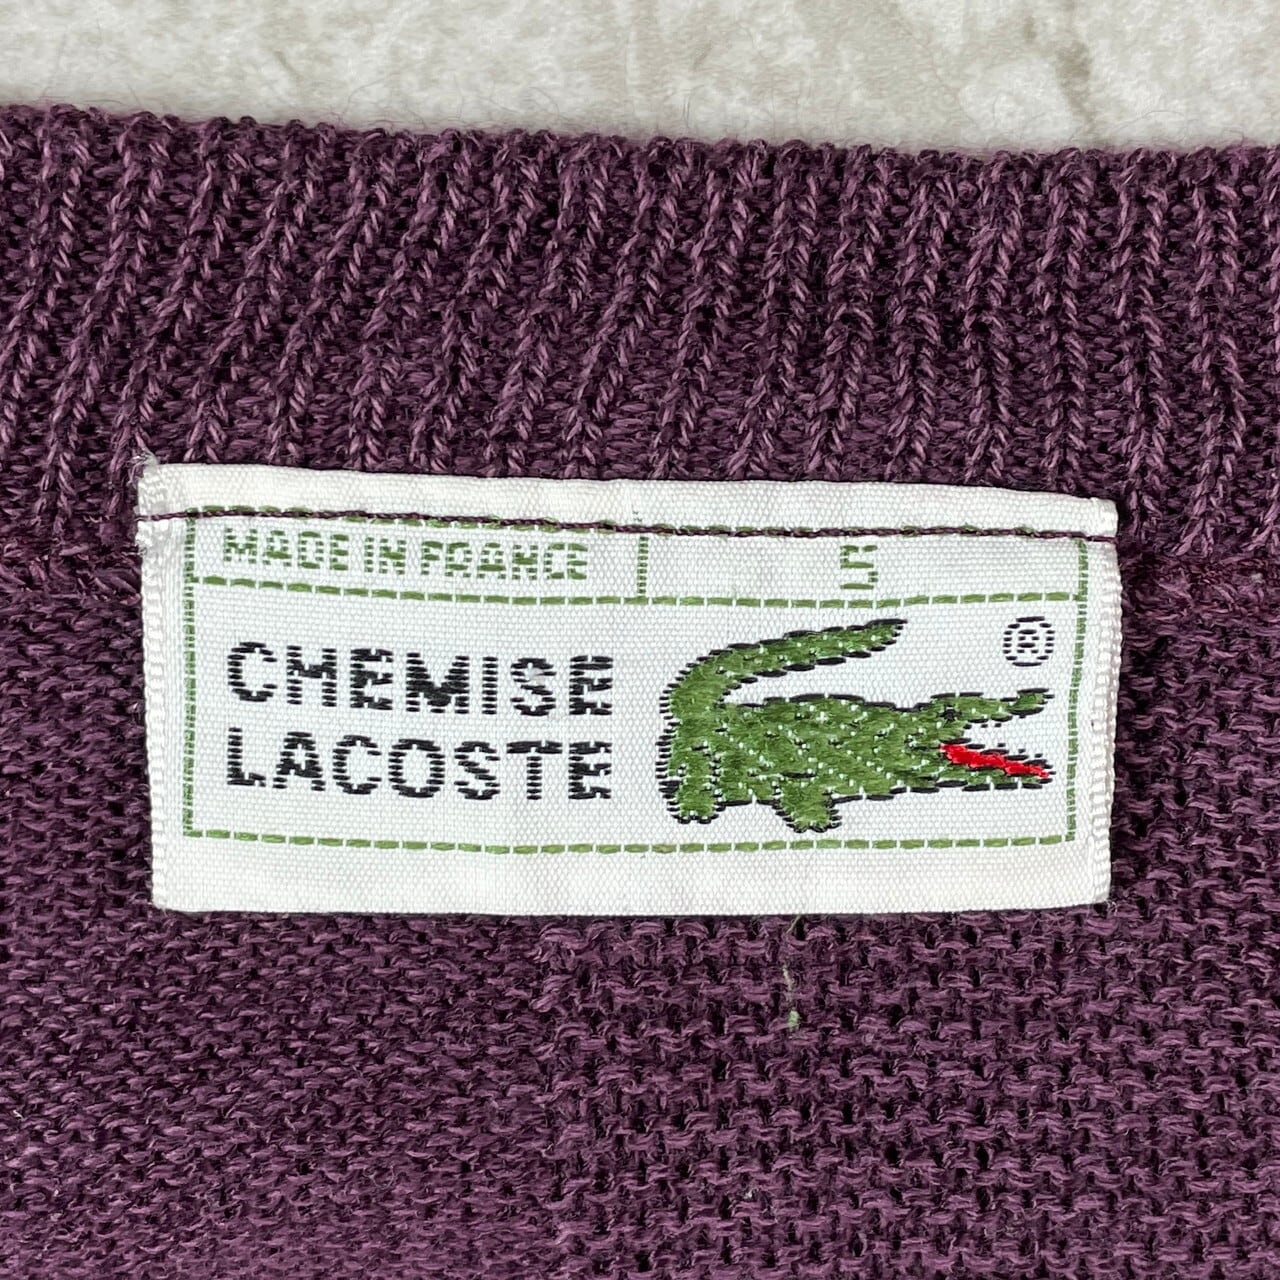 MADE IN FRANCE 5
CHEMISE
LACOSTE
®